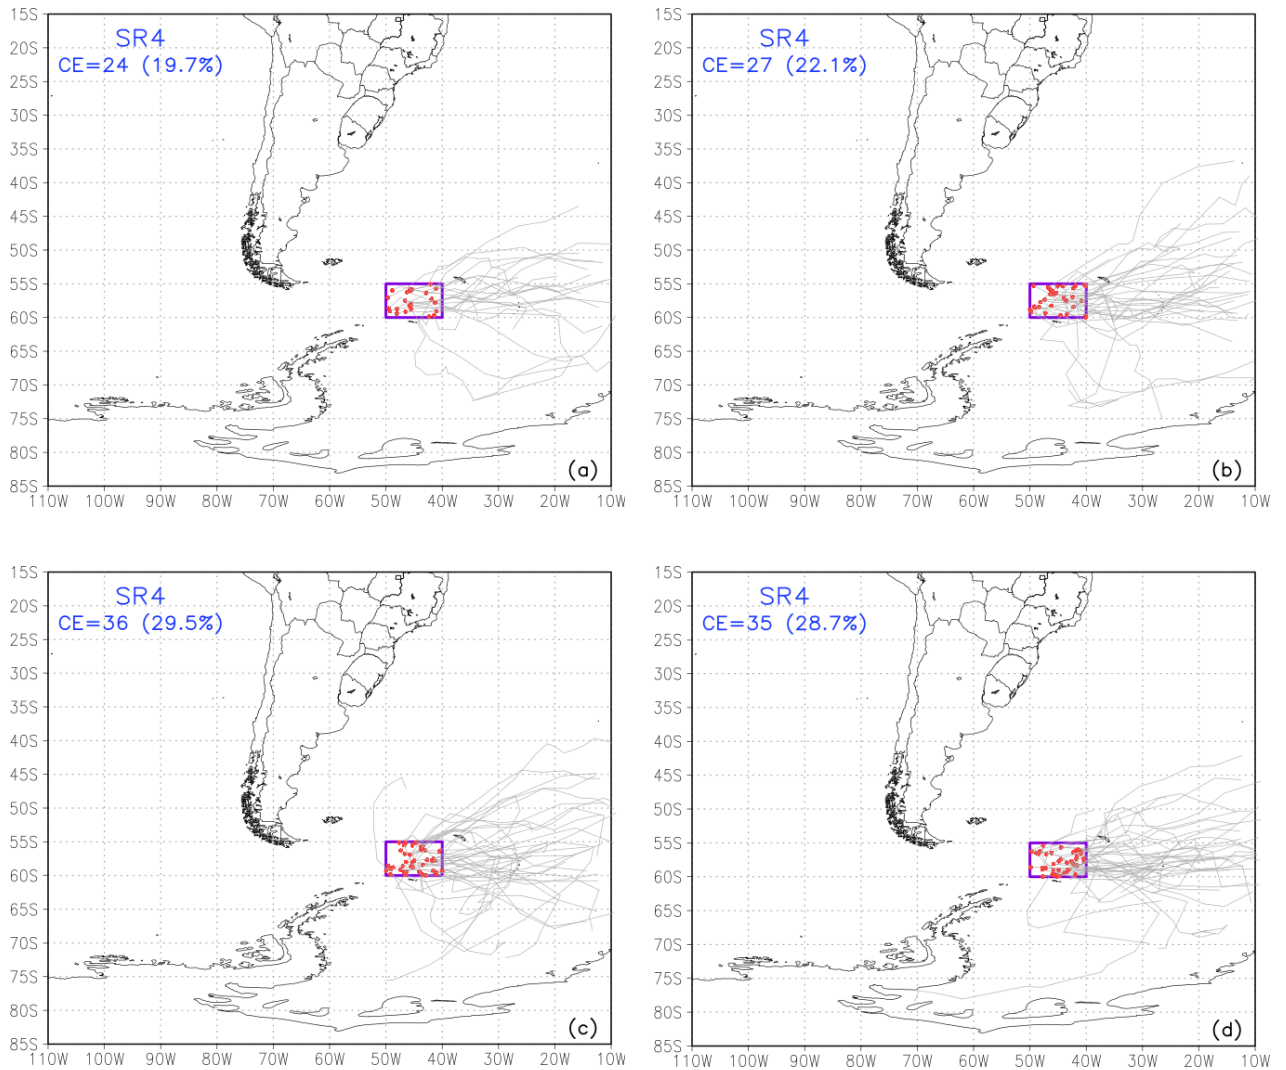 15S
20S
25S
30S
35S
40S
45S
50S
55S
60S
65S
70S
75S
80S
85S
110W 100W 90W 80W 70W 60W 50W 40W 30W 20W 10W
SR4
CE=24 (19.7%)
(a)
15S
20S
25S
30S
35S
40S
45S
50S
55S
60S
65S
70S
75S
80S
85S
110W 100W 90W 80W 70W 60W 50W 40W 30W 20W 10W
SR4
CE=27 (22.1%)
(b)
15S
20S
25S
30S
35S
40S
45S
50S
55S
60S
65S
70S
75S
80S
85S
110W 100W 90W 80W 70W 60W 50W 40W 30W 20W 10W
SR4
CE=36 (29.5%)
(c)
15S
20S
25S
30S
35S
40S
45S
50S
55S
60S
65S
70S
75S
80S
85S
110W 100W 90W 80W 70W 60W 50W 40W 30W 20W 10W
SR4
CE=35 (28.7%)
(d)